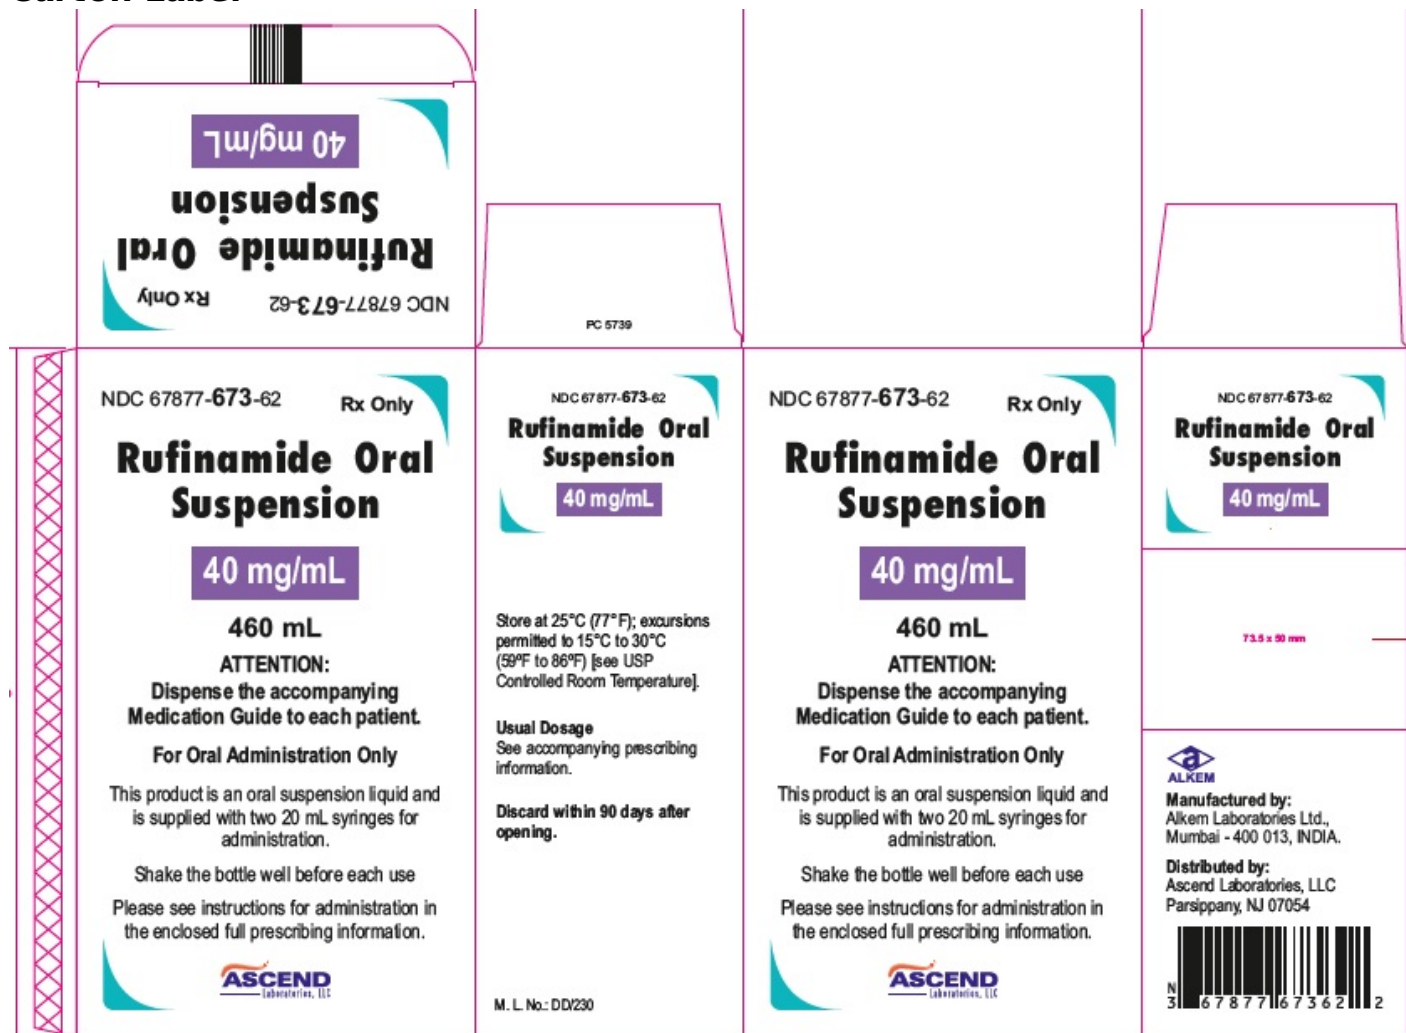 NDC 67877-673-62
Rx Only
Rufinamide Oral
Suspension
40 mg/mL
PC 5739
NDC 67877-673-62
Rx Only
Rufinamide Oral
Suspension
40 mg/mL
460 mL
ATTENTION:
Dispense the accompanying
Medication Guide to each patient.
For Oral Administration Only
This product is an oral suspension liquid and
is supplied with two 20 mL syringes for
administration.
Shake the bottle well before each use
Please see instructions for administration in
the enclosed full prescribing information.
ASCEND
Laboratories, LLC
NDC 67877-673-62
Rufinamide Oral
Suspension
40 mg/mL
Store at 25°C (77°F); excursions
permitted to 15°C to 30°C
(59ºF to 86ºF) [see USP
Controlled Room Temperature].
Usual Dosage
See accompanying prescribing
information.
Discard within 90 days after
opening.
M. L. No.: DD/230
NDC 67877-673-62
Rx Only
Rufinamide Oral
Suspension
40 mg/mL
460 mL
ATTENTION:
Dispense the accompanying
Medication Guide to each patient.
For Oral Administration Only
This product is an oral suspension liquid and
is supplied with two 20 mL syringes for
administration.
Shake the bottle well before each use
Please see instructions for administration in
the enclosed full prescribing information.
ASCEND
Laboratories, LLC
NDC 67877-673-62
Rufinamide Oral
Suspension
40 mg/mL
73.5 x 50 mm
a
ALKEM
Manufactured by:
Alkem Laboratories Ltd.,
Mumbai - 400 013, INDIA.
Distributed by:
Ascend Laboratories, LLC
Parsippany, NJ 07054
N
3 67877 67362 2